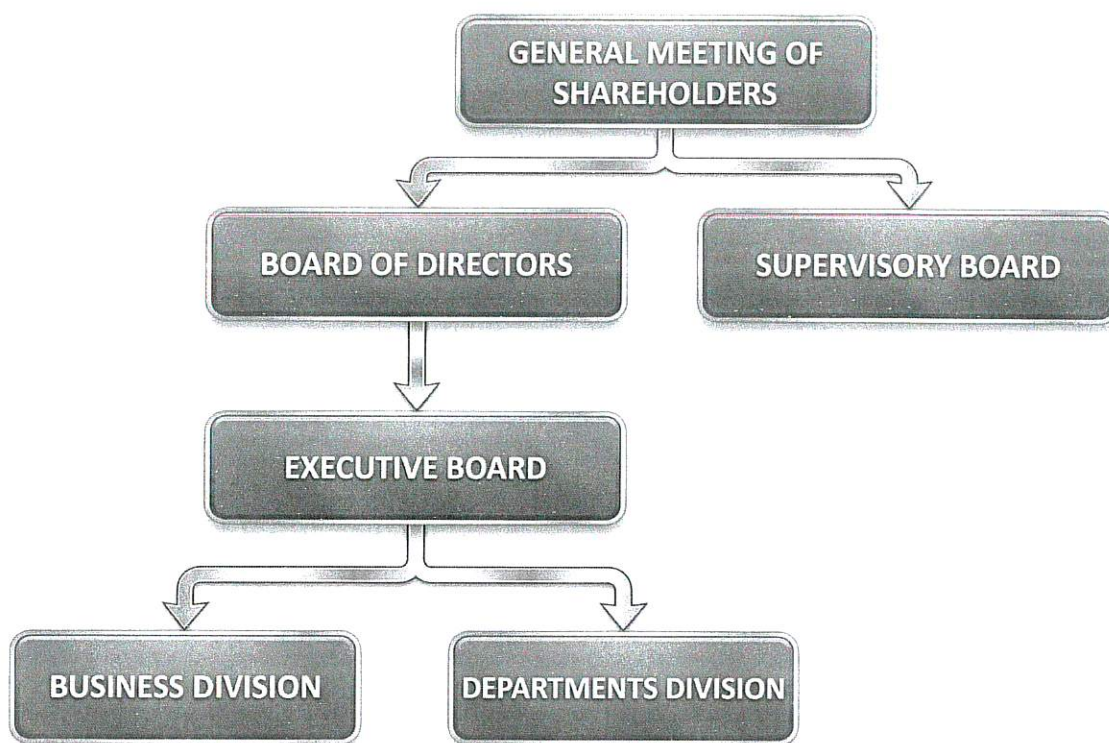 GENERAL MEETING OF
SHAREHOLDERS
BOARD OF DIRECTORS
SUPERVISORY BOARD
EXECUTIVE BOARD
BUSINESS DIVISION
DEPARTMENTS DIVISION